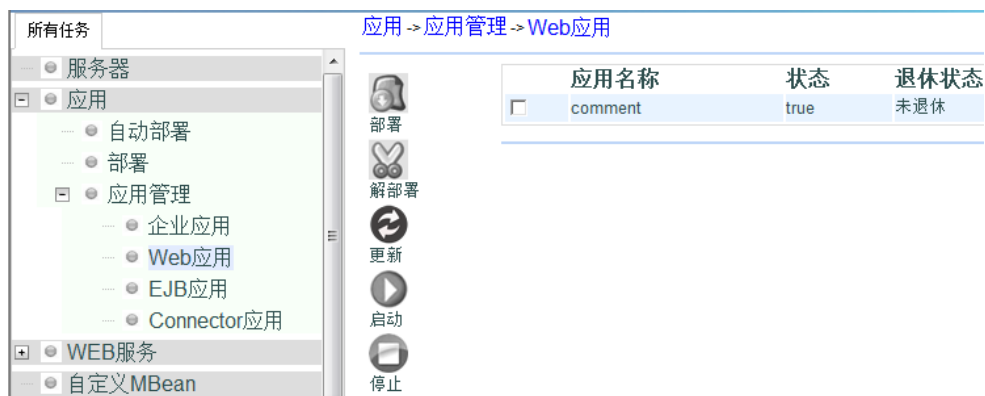 所有任务
服务器
应用
自动部署
部署
应用管理
企业应用
Web应用
EJB应用
Connector应用
WEB服务
自定义MBean
应用->应用管理->Web应用
部署
解部署
更新
启动
停止
应用名称 状态 退休状态
comment true 未退休